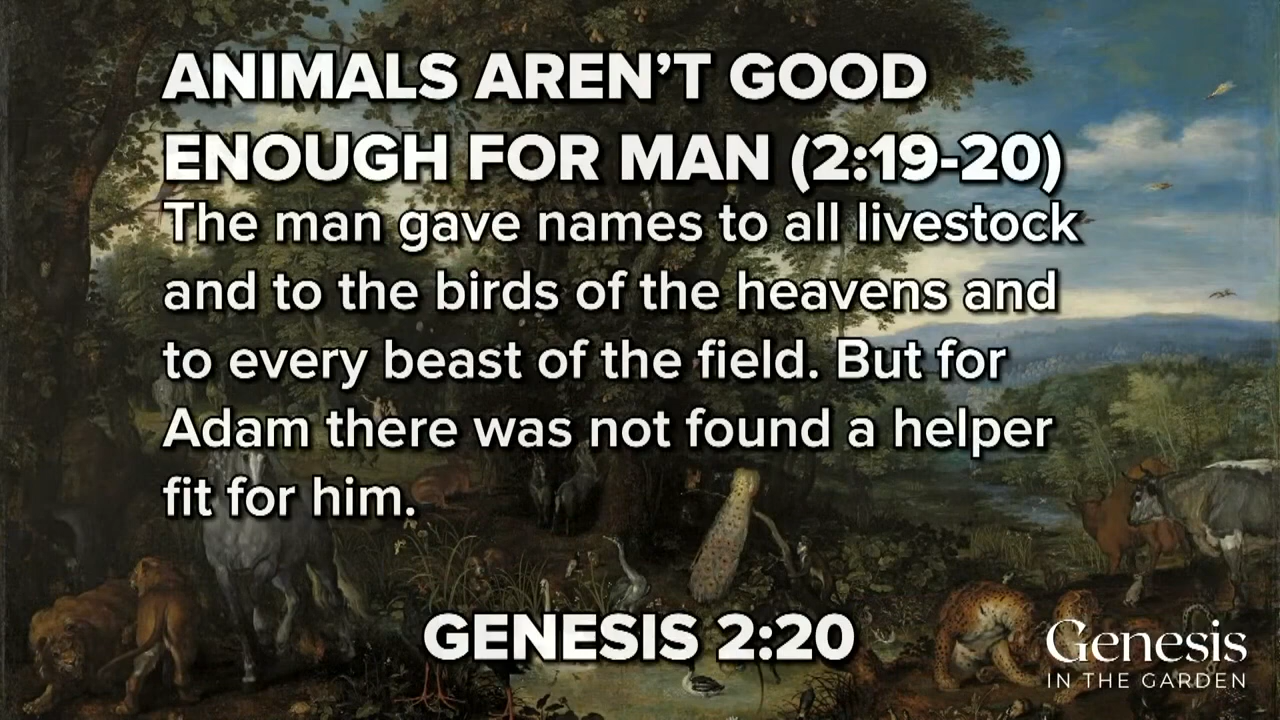 ANIMALS AREN’T GOOD
ENOUGH FOR MAN (2:19-20)
The man gave names to all livestock
and to the birds of the heavens and
to every beast of the field. But for
Adam there was not found a helper
fit for him.
GENESIS 2:20
Genesis
IN THE GARDEN